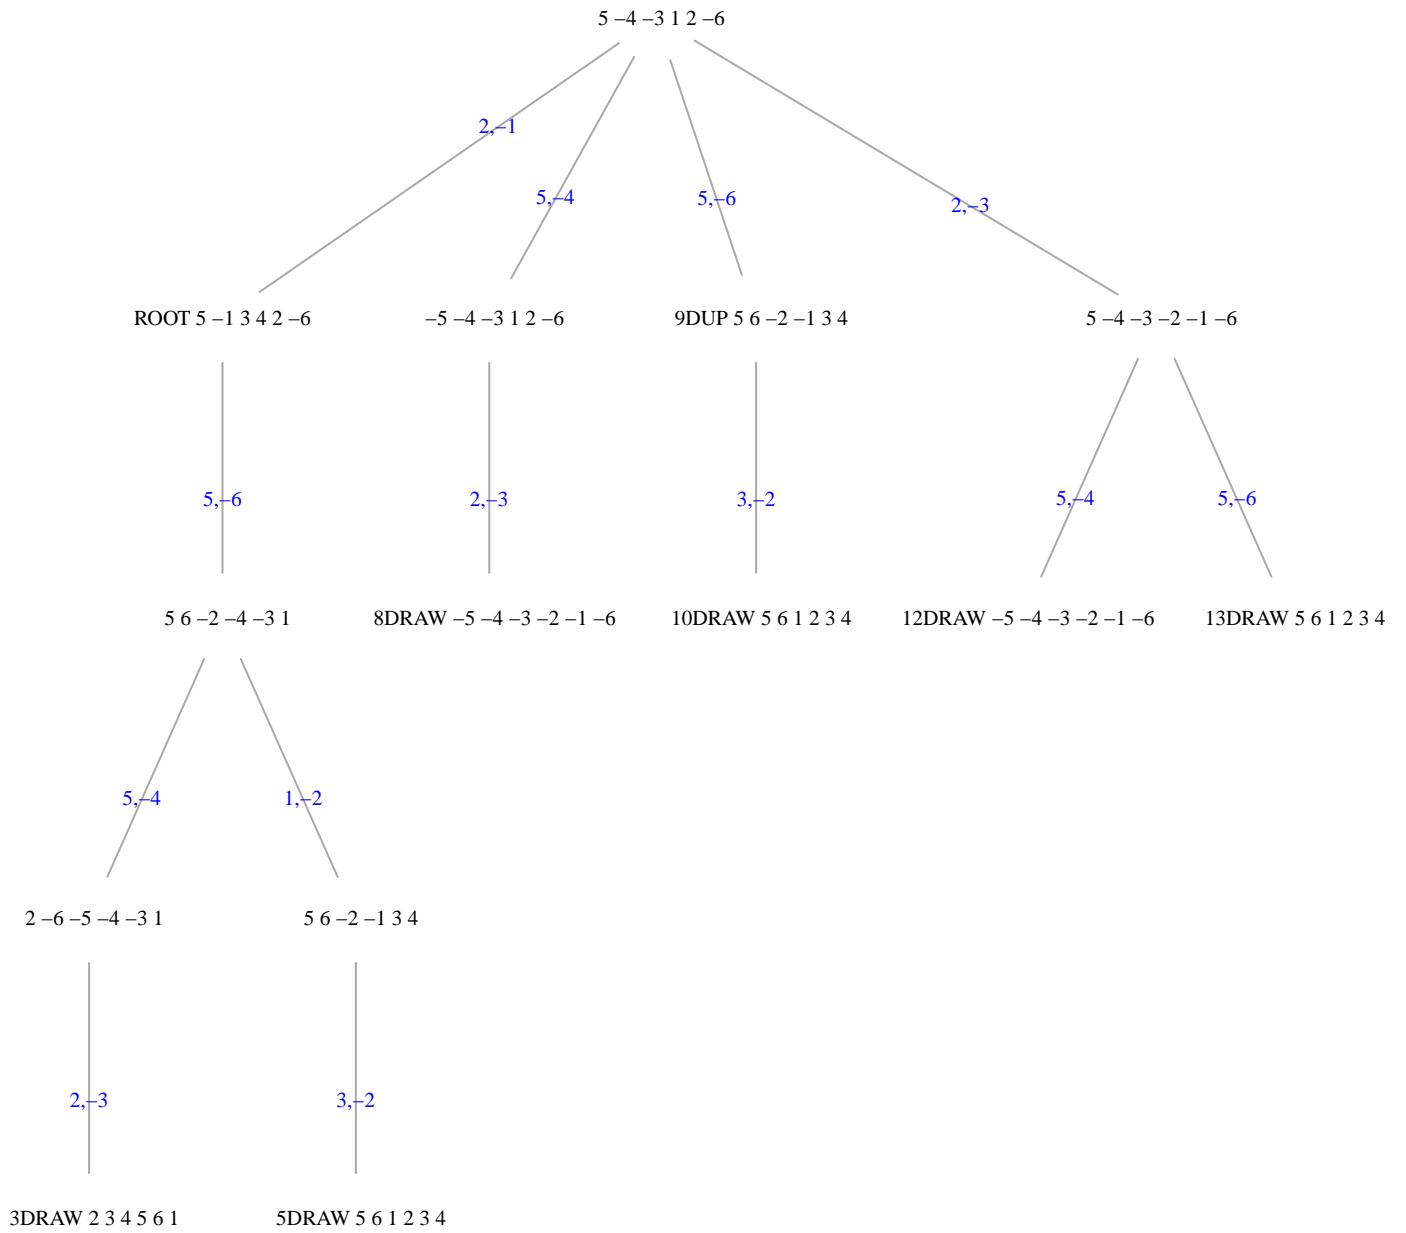 5 –4 –3 1 2 –6
2,–1
5,–4
5,–6
2,–3
ROOT 5 –1 3 4 2 –6
–5 –4 –3 1 2 –6
9DUP 5 6 –2 –1 3 4
5 –4 –3 –2 –1 –6
5,–6
2,–3
3,–2
5,–4
5,–6
5 6 –2 –4 –3 1
8DRAW –5 –4 –3 –2 –1 –6
10DRAW 5 6 1 2 3 4
12DRAW –5 –4 –3 –2 –1 –6
13DRAW 5 6 1 2 3 4
5,–4
1,–2
2 –6 –5 –4 –3 1
5 6 –2 –1 3 4
2,–3
3,–2
3DRAW 2 3 4 5 6 1
5DRAW 5 6 1 2 3 4